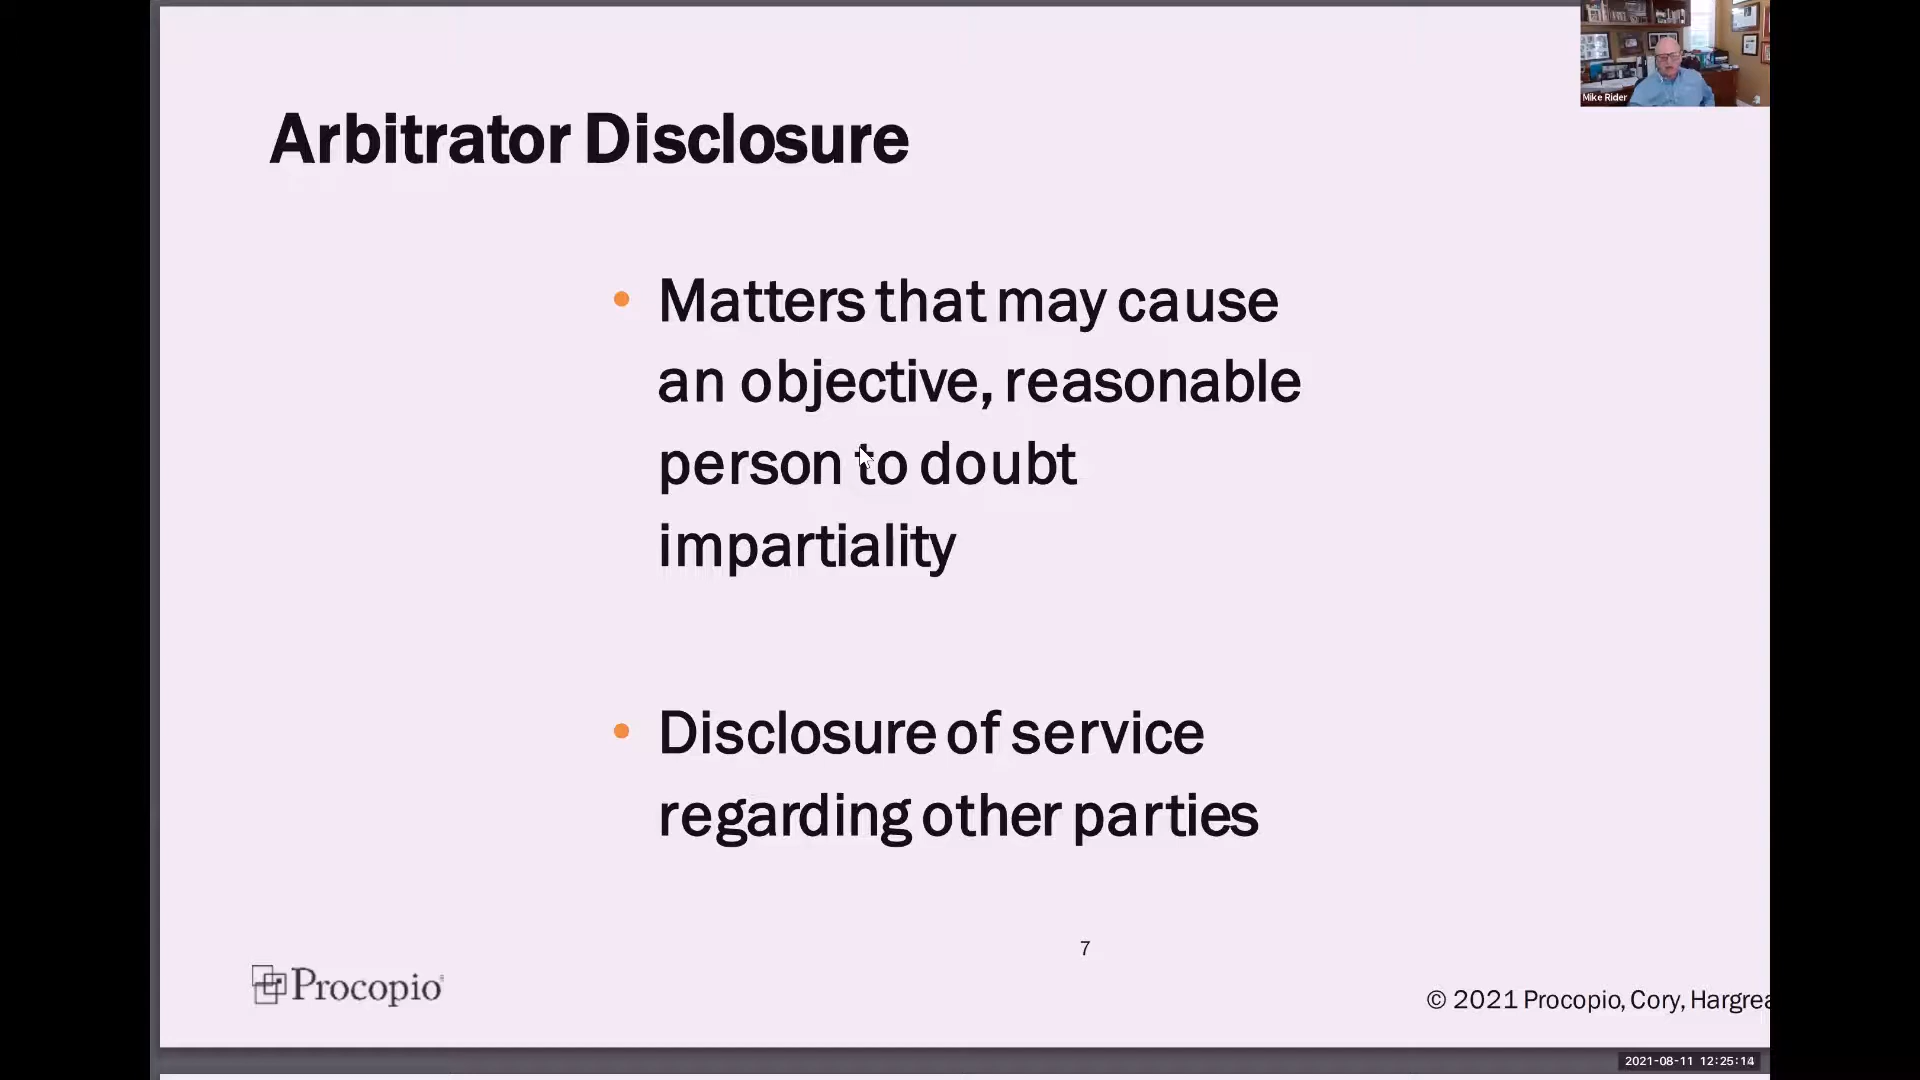 Mike Rider
Arbitrator Disclosure
• Matters that may cause
an objective, reasonable
person to doubt
impartiality
• Disclosure of service
regarding other parties
7
Procopio
© 2021 Procopio, Cory, Hargrea
2021-08-11 12:25:14